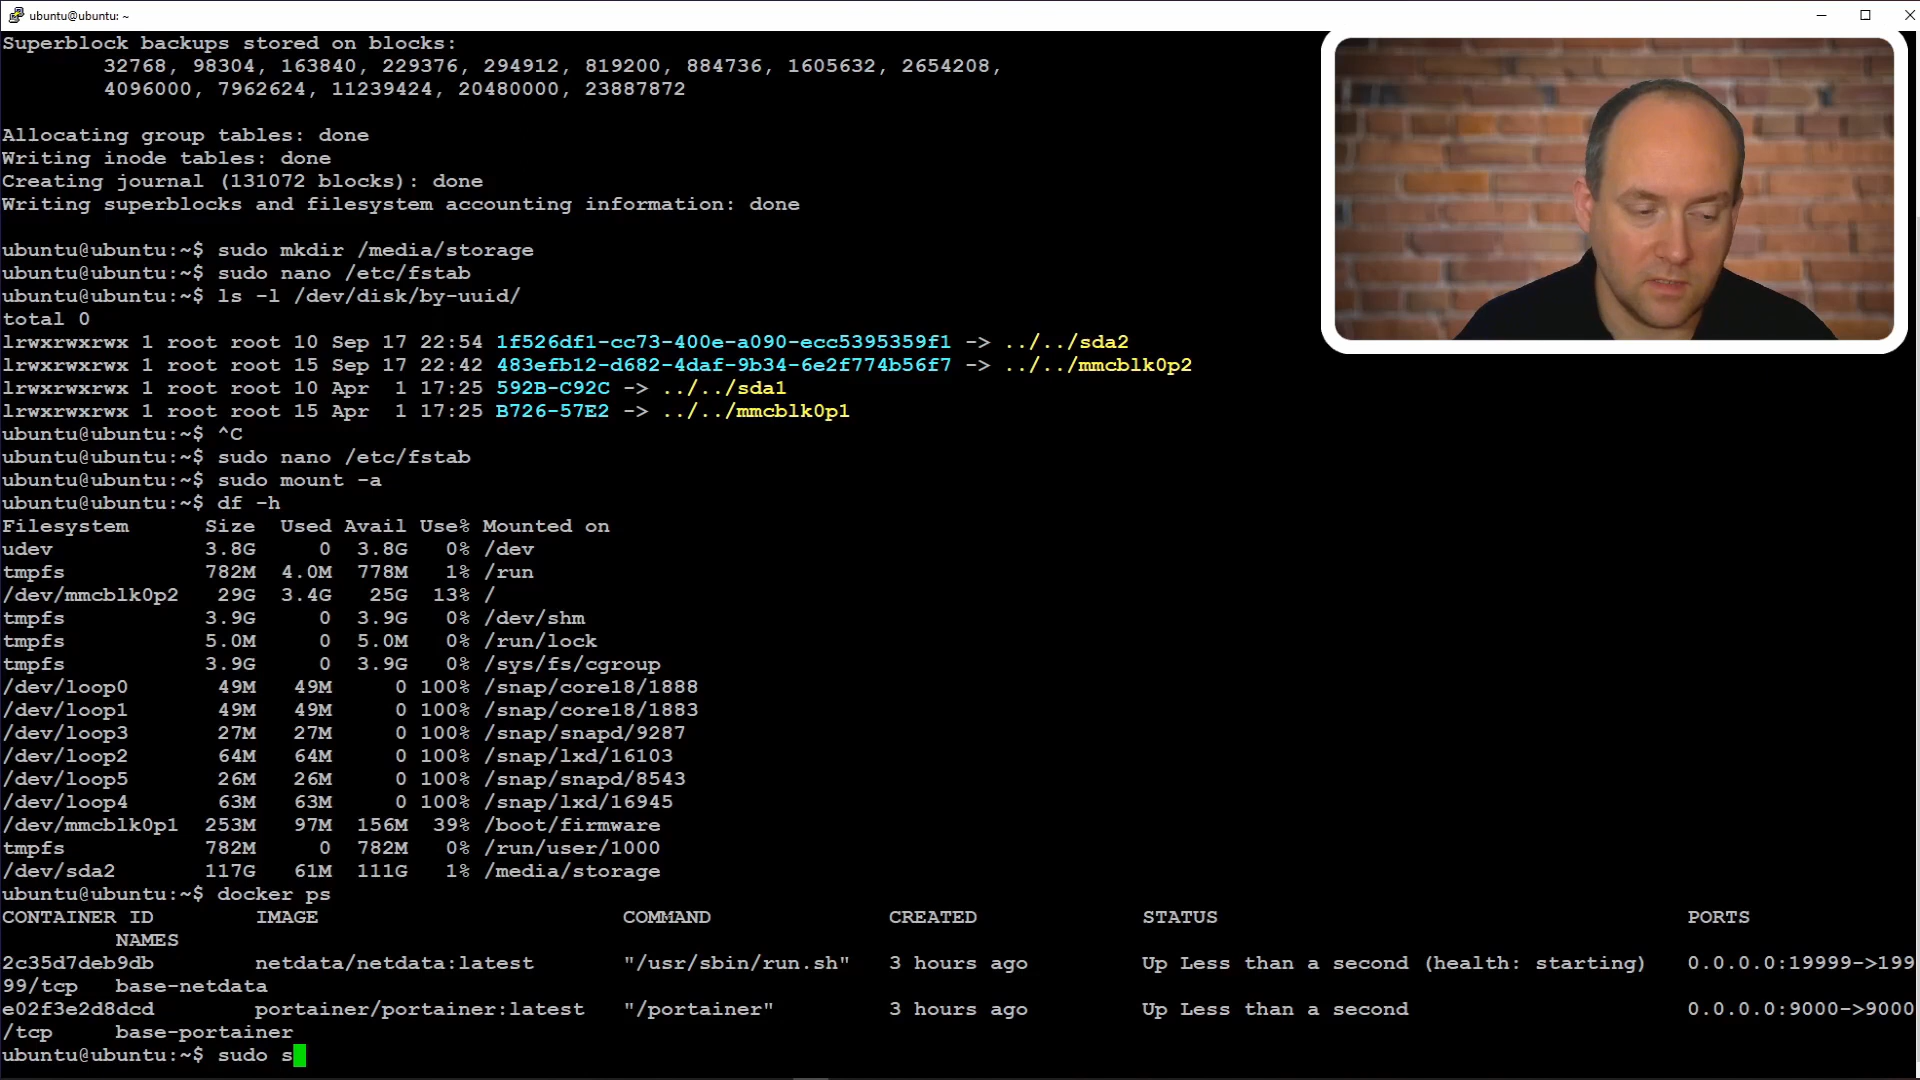 ubuntu@ubuntu: ~
Superblock backups stored on blocks:
32768, 98304, 163840, 229376, 294912, 819200, 884736, 1605632, 2654208,
4096000, 7962624, 11239424, 20480000, 23887872
Allocating group tables: done
Writing inode tables: done
Creating journal (131072 blocks): done
Writing superblocks and filesystem accounting information: done
ubuntu@ubuntu:~$ sudo mkdir /media/storage
ubuntu@ubuntu:~$ sudo nano /etc/fstab
ubuntu@ubuntu:~$ ls -l /dev/disk/by-uuid/
total 0
lrwxrwxrwx 1 root root 10 Sep 17 22:54 1f526df1-cc73-400e-a090-ecc5395359f1 -> ../../sda2
lrwxrwxrwx 1 root root 15 Sep 17 22:42 483efb12-d682-4daf-9b34-6e2f774b56f7 -> ../../mmcblk0p2
lrwxrwxrwx 1 root root 10 Apr  1 17:25 592B-C92C -> ../../sda1
lrwxrwxrwx 1 root root 15 Apr  1 17:25 B726-57E2 -> ../../mmcblk0p1
ubuntu@ubuntu:~$ ^C
ubuntu@ubuntu:~$ sudo nano /etc/fstab
ubuntu@ubuntu:~$ sudo mount -a
ubuntu@ubuntu:~$ df -h
Filesystem      Size  Used Avail Use% Mounted on
udev            3.8G     0  3.8G   0% /dev
tmpfs           782M  4.0M  778M   1% /run
/dev/mmcblk0p2   29G  3.4G   25G  13% /
tmpfs           3.9G     0  3.9G   0% /dev/shm
tmpfs           5.0M     0  5.0M   0% /run/lock
tmpfs           3.9G     0  3.9G   0% /sys/fs/cgroup
/dev/loop0       49M   49M     0 100% /snap/core18/1888
/dev/loop1       49M   49M     0 100% /snap/core18/1883
/dev/loop3       27M   27M     0 100% /snap/snapd/9287
/dev/loop2       64M   64M     0 100% /snap/lxd/16103
/dev/loop5       26M   26M     0 100% /snap/snapd/8543
/dev/loop4       63M   63M     0 100% /snap/lxd/16945
/dev/mmcblk0p1  253M   97M  156M  39% /boot/firmware
tmpfs           782M     0  782M   0% /run/user/1000
/dev/sda2       117G   61M  111G   1% /media/storage
ubuntu@ubuntu:~$ docker ps
CONTAINER ID        IMAGE                        COMMAND              CREATED             STATUS                                     PORTS
NAMES
2c35d7deb9db        netdata/netdata:latest       "/usr/sbin/run.sh"   3 hours ago         Up Less than a second (health: starting)   0.0.0.0:19999->199
99/tcp   base-netdata
e02f3e2d8dcd        portainer/portainer:latest   "/portainer"         3 hours ago         Up Less than a second                      0.0.0.0:9000->9000
/tcp     base-portainer
ubuntu@ubuntu:~$ sudo s